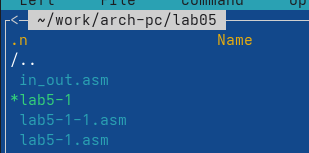 Left File Command Op
<— ~/work/arch-pc/lab05
.n Name
/..
in_out.asm
*lab5-1
lab5-1-1.asm
lab5-1.asm